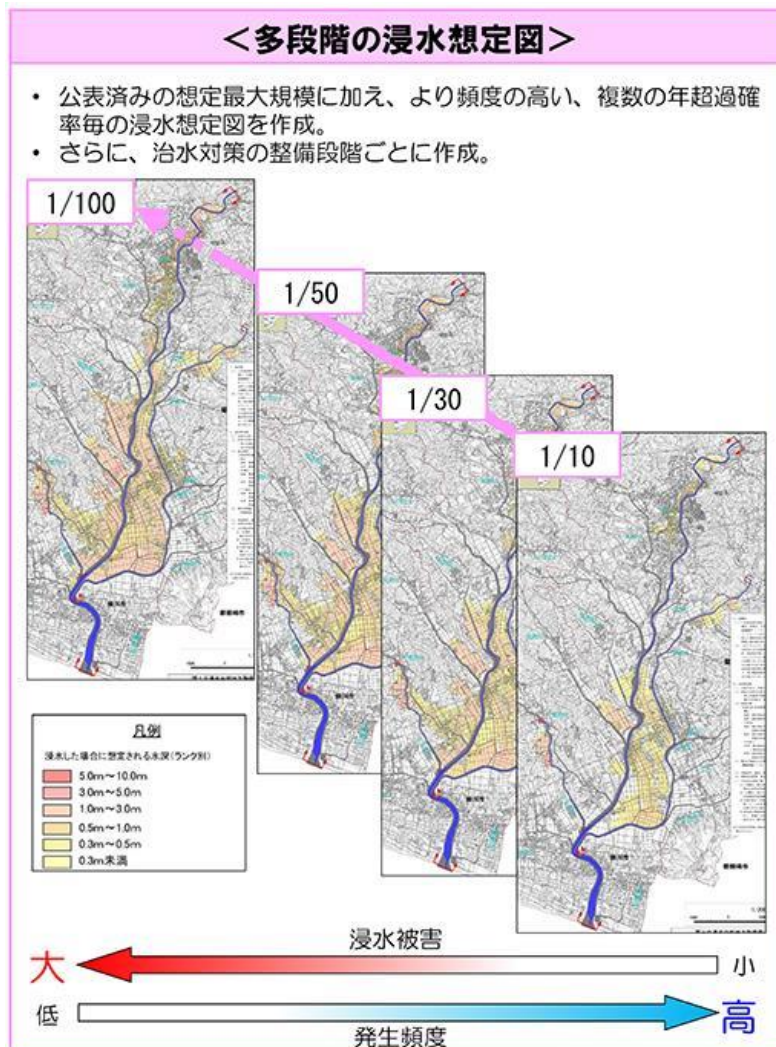 ＜多段階の浸水想定図＞
・ 公表済みの想定最大規模に加え、より頻度の高い、複数の年超過確
率毎の浸水想定図を作成。
・ さらに、治水対策の整備段階ごとに作成。
1/100
1/50
1/30
1/10
凡例
浸水した場合に想定される水深(ランク別)
5.0m～10.0m
3.0m～5.0m
1.0m～3.0m
0.5m～1.0m
0.3m～0.5m
0.3m未満
浸水被害
大
小
低
高
発生頻度